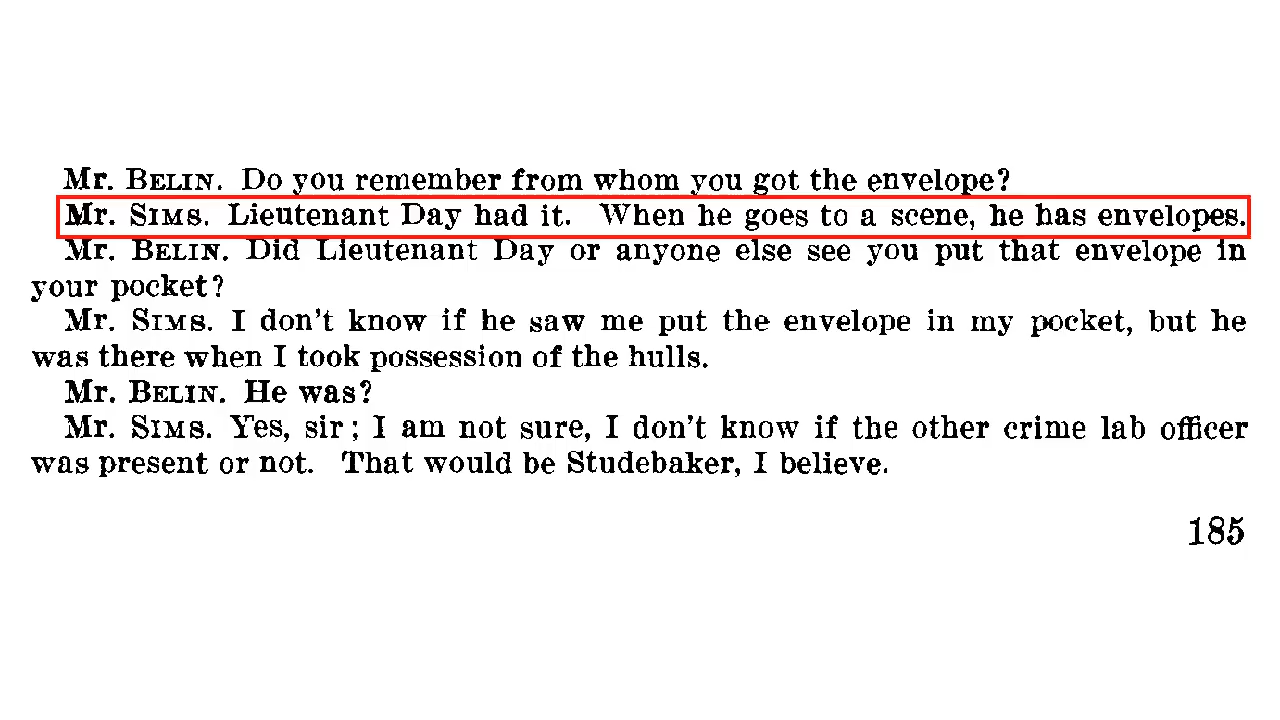 Mr. BELIN. Do you remember from whom you got the envelope?
Mr. SIMS. Lieutenant Day had it. When he goes to a scene, he has envelopes.
Mr. BELIN. Did Lieutenant Day or anyone else see you put that envelope in
your pocket?
Mr. SIMS. I don't know if he saw me put the envelope in my pocket, but he
was there when I took possession of the hulls.
Mr. BELIN. He was?
Mr. SIMS. Yes, sir; I am not sure, I don't know if the other crime lab officer
was present or not. That would be Studebaker, I believe.
185